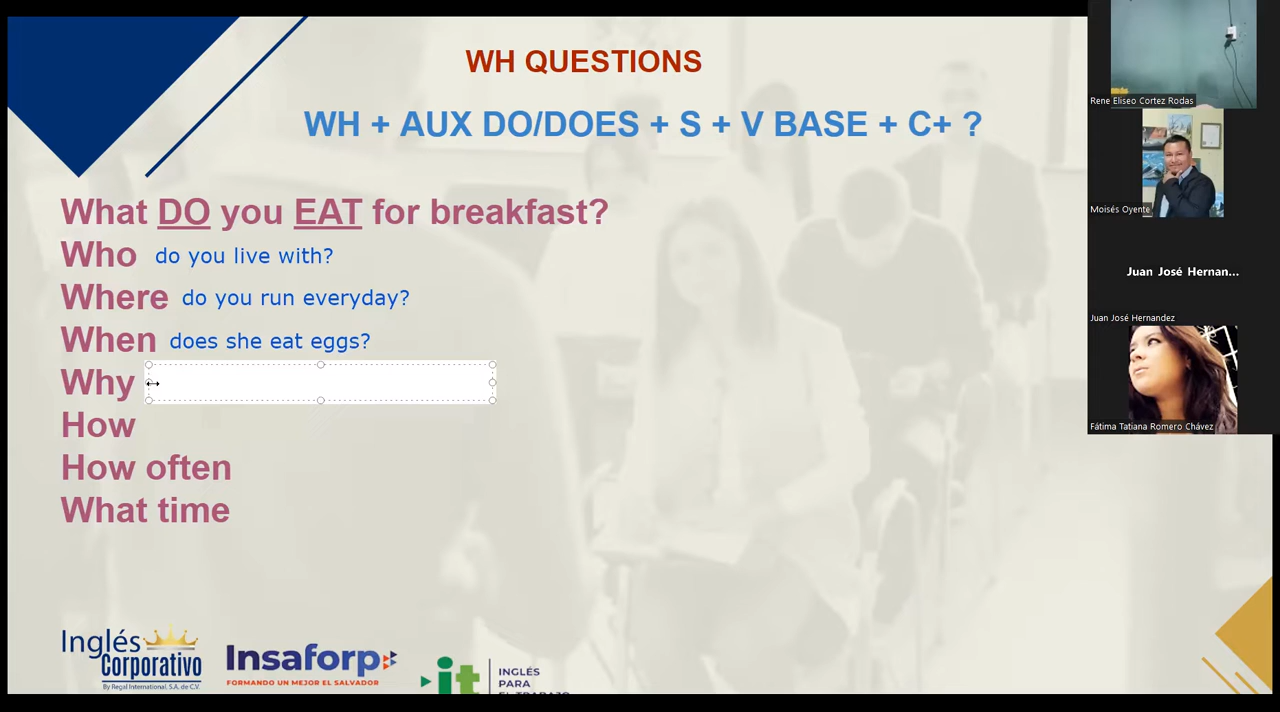 WH QUESTIONS
WH + AUX DO/DOES + S + V BASE + C+ ?
What DO you EAT for breakfast?
Who do you live with?
Where do you run everyday?
When does she eat eggs?
Why
How
How often
What time
Inglés
Corporativo
By Regal International, S.A. de C.V.
Insaforp
FORMANDO UN MEJOR EL SALVADOR
it
INGLÉS
PARA
EL TRABAJO
Rene Eliseo Cortez Rodas
Moisés Oyente
Juan José Hernan...
Juan José Hernandez
Fátima Tatiana Romero Chávez